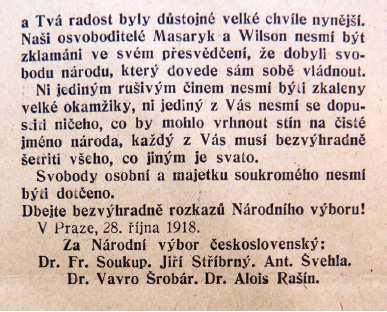 a Tvá radost byly důstojné velké chvíle nynější.
Naši osvoboditelé Masaryk a Wilson nesmí být
zklamáni ve svém přesvědčení, že dobyli svo-
bodu národu, který dovede sám sobě vládnout.
Ni jediným rušivým činem nesmí býti zkaleny
velké okamžiky, ni jediný z Vás nesmí se dopu-
stiti ničeho, co by mohlo vrhnout stín na čisté
jméno národa, každý z Vás musí bezvýhradně
šetřiti všeho, co jiným je svato.
Svobody osobní a majetku soukromého nesmí
býti dotčeno.
Dbejte bezvýhradně rozkazů Národního výboru!
V Praze, 28. října 1918.
Za Národní výbor československý:
Dr. Fr. Soukup. Jiří Stříbrný. Ant. Švehla.
Dr. Vavro Šrobár. Dr. Alois Rašín.